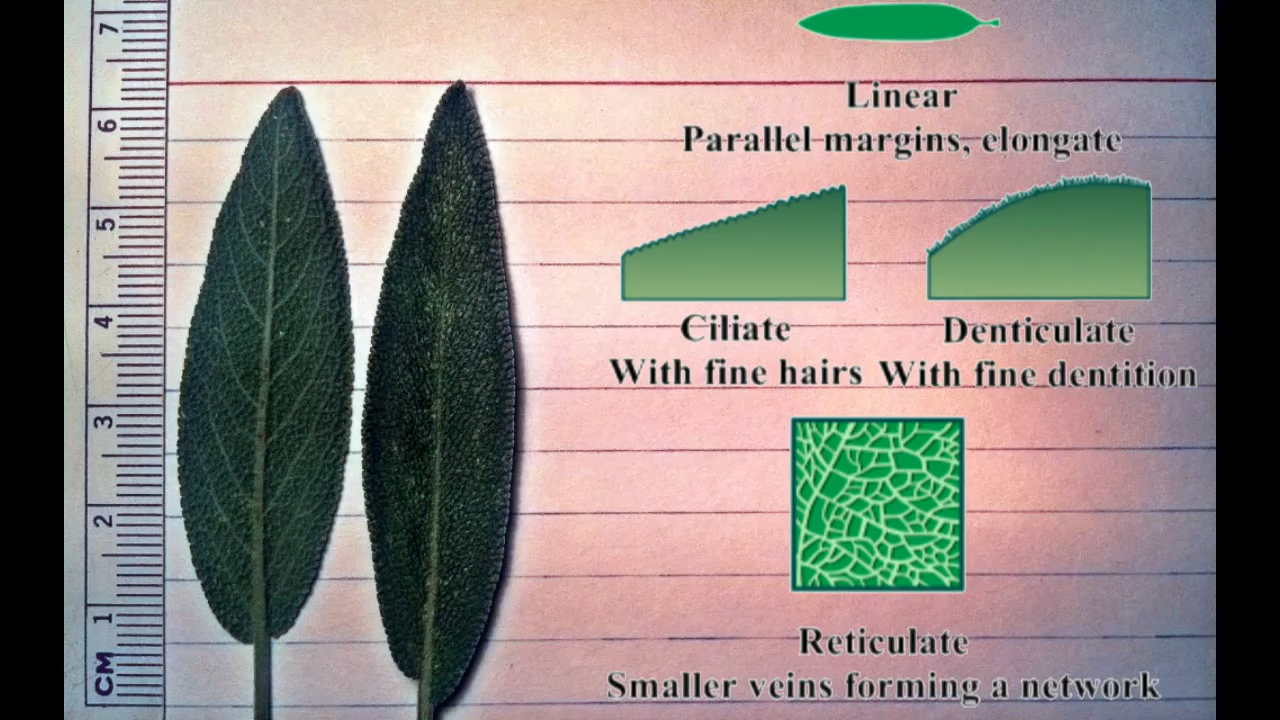 7
6
5
4
3
2
1
CM
Linear
Parallel margins, elongate
Ciliate
With fine hairs
Denticulate
With fine dentition
Reticulate
Smaller veins forming a network